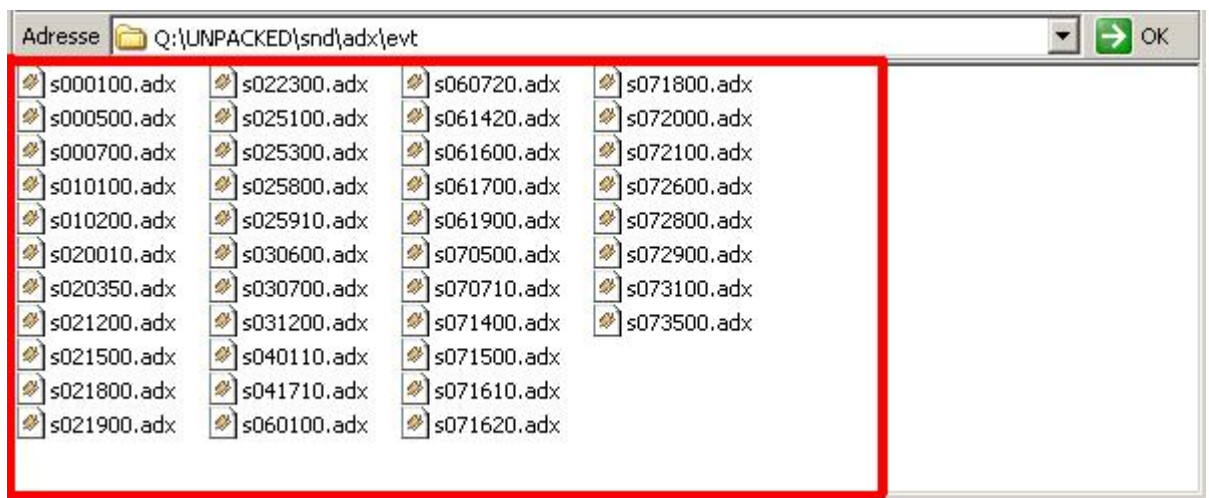 Adresse Q:\UNPACKED\snd\adx\evt OK
s000100.adx s022300.adx s060720.adx s071800.adx
s000500.adx s025100.adx s061420.adx s072000.adx
s000700.adx s025300.adx s061600.adx s072100.adx
s010100.adx s025800.adx s061700.adx s072600.adx
s010200.adx s025910.adx s061900.adx s072800.adx
s020010.adx s030600.adx s070500.adx s072900.adx
s020350.adx s030700.adx s070710.adx s073100.adx
s021200.adx s031200.adx s071400.adx s073500.adx
s021500.adx s040110.adx s071500.adx
s021800.adx s041710.adx s071610.adx
s021900.adx s060100.adx s071620.adx